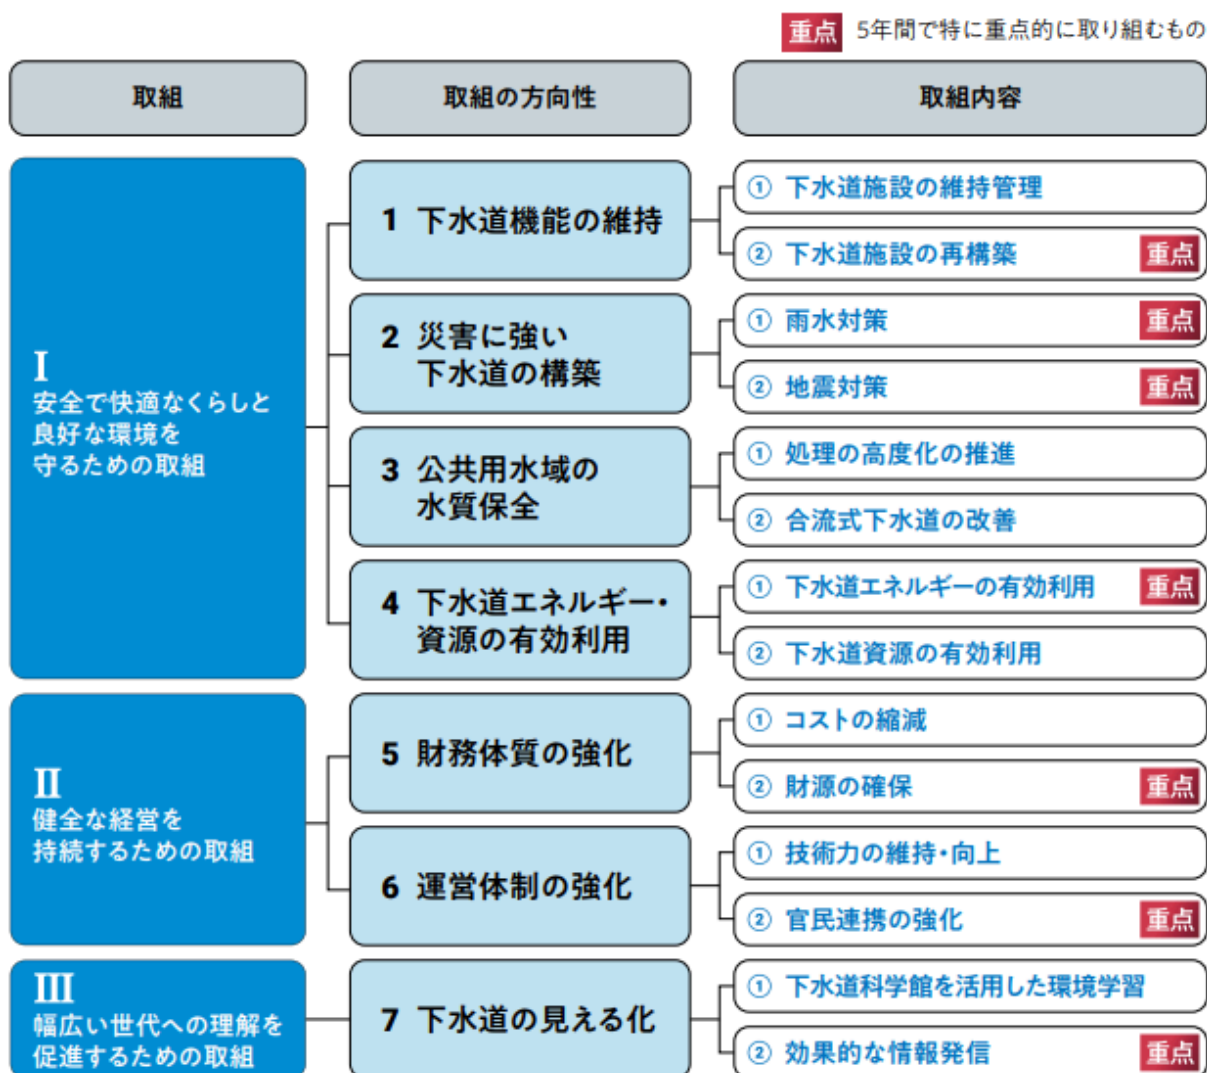 重点 5年間で特に重点的に取り組むもの
取組
取組の方向性
取組内容
I
安全で快適なくらしと
良好な環境を
守るための取組
1 下水道機能の維持
① 下水道施設の維持管理
② 下水道施設の再構築 重点
2 災害に強い
下水道の構築
① 雨水対策 重点
② 地震対策 重点
3 公共用水域の
水質保全
① 処理の高度化の推進
② 合流式下水道の改善
4 下水道エネルギー・
資源の有効利用
① 下水道エネルギーの有効利用 重点
② 下水道資源の有効利用
II
健全な経営を
持続するための取組
5 財務体質の強化
① コストの縮減
② 財源の確保 重点
6 運営体制の強化
① 技術力の維持・向上
② 官民連携の強化 重点
III
幅広い世代への理解を
促進するための取組
7 下水道の見える化
① 下水道科学館を活用した環境学習
② 効果的な情報発信 重点